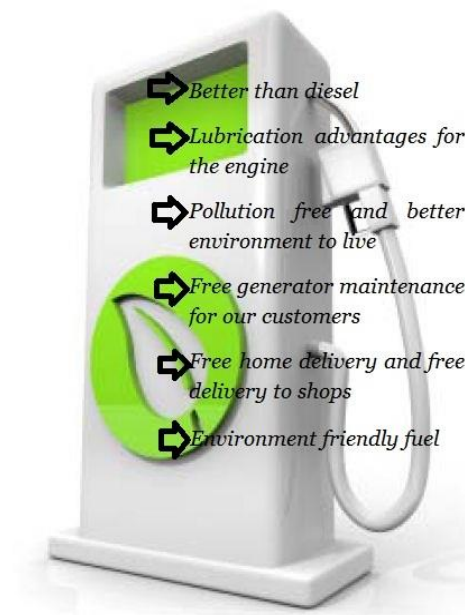 Better than diesel
Lubrication advantages for
the engine
Pollution free and better
environment to live
Free generator maintenance
for our customers
Free home delivery and free
delivery to shops
Environment friendly fuel